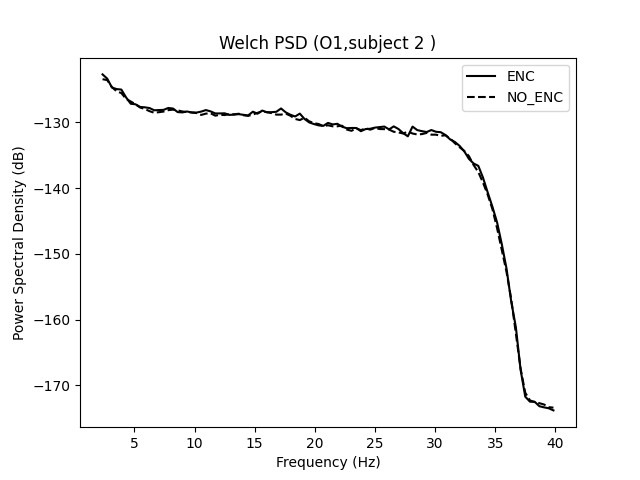 Welch PSD (O1,subject 2 )
ENC
NO_ENC
Power Spectral Density (dB)
−130
−140
−150
−160
−170
5 10 15 20 25 30 35 40
Frequency (Hz)